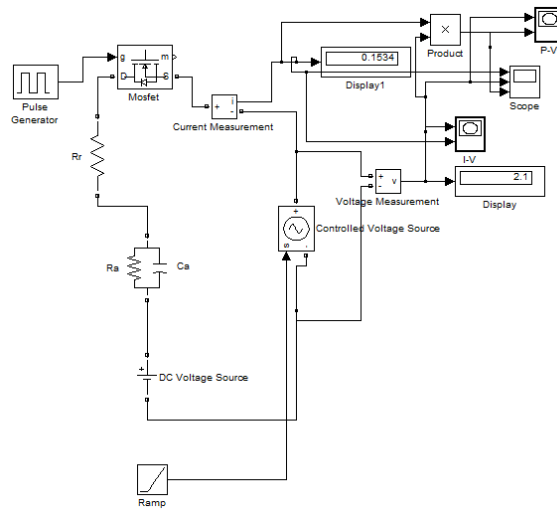 0.1534
Display1
×
Product
P-V
g
m
D
S
Mosfet
Pulse
Generator
+
i
-
Current Measurement
Scope
I-V
Rr
+
-
v
Voltage Measurement
2.1
Display
+
s
-
Controlled Voltage Source
Ra
Ca
+
DC Voltage Source
Ramp